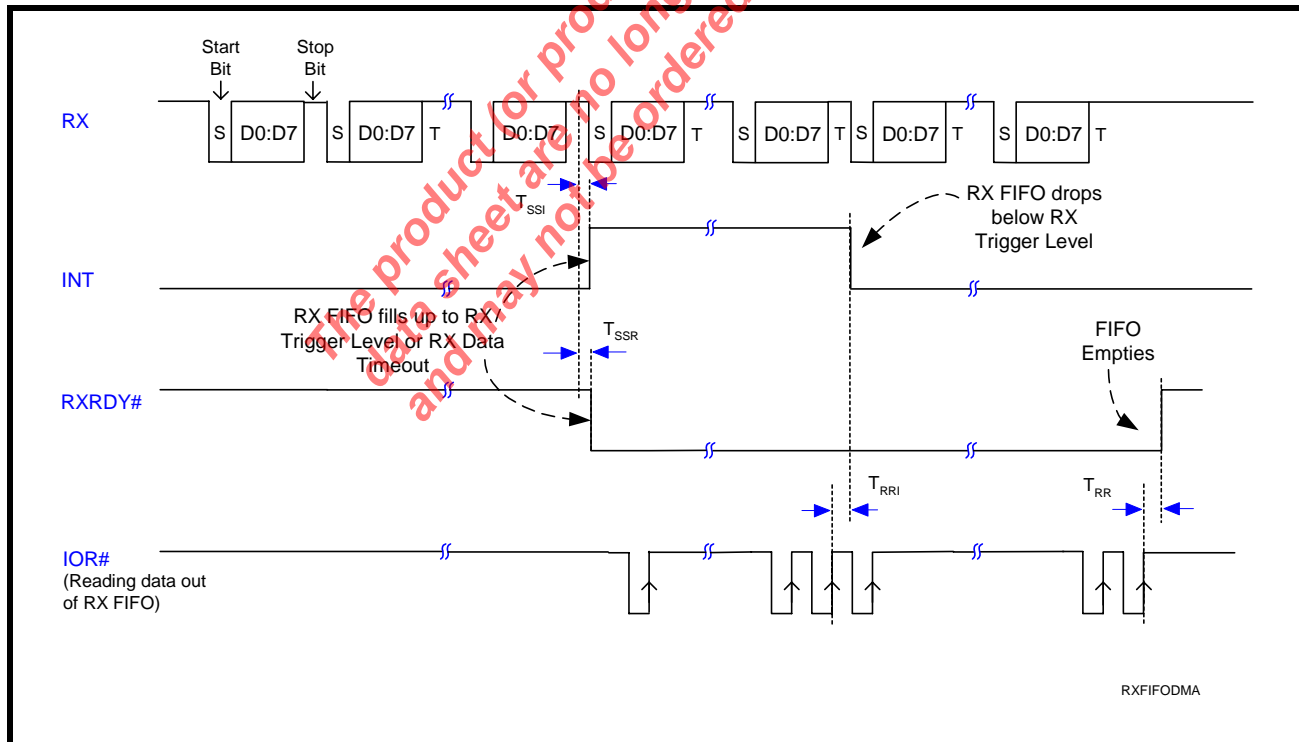 Start
Bit
Stop
Bit
RX
S D0:D7 S D0:D7 T D0:D7 S D0:D7 T S D0:D7 T S D0:D7 T S D0:D7 T
TSSI
RX FIFO drops
below RX
Trigger Level
INT
RX FIFO fills up to RX
Trigger Level or RX Data
Timeout
TSSR
FIFO
Empties
RXRDY#
TRRI
TRR
IOR#
(Reading data out
of RX FIFO)
RXFIFODMA
The product (or produ
data sheet are no long
and may not be ordered